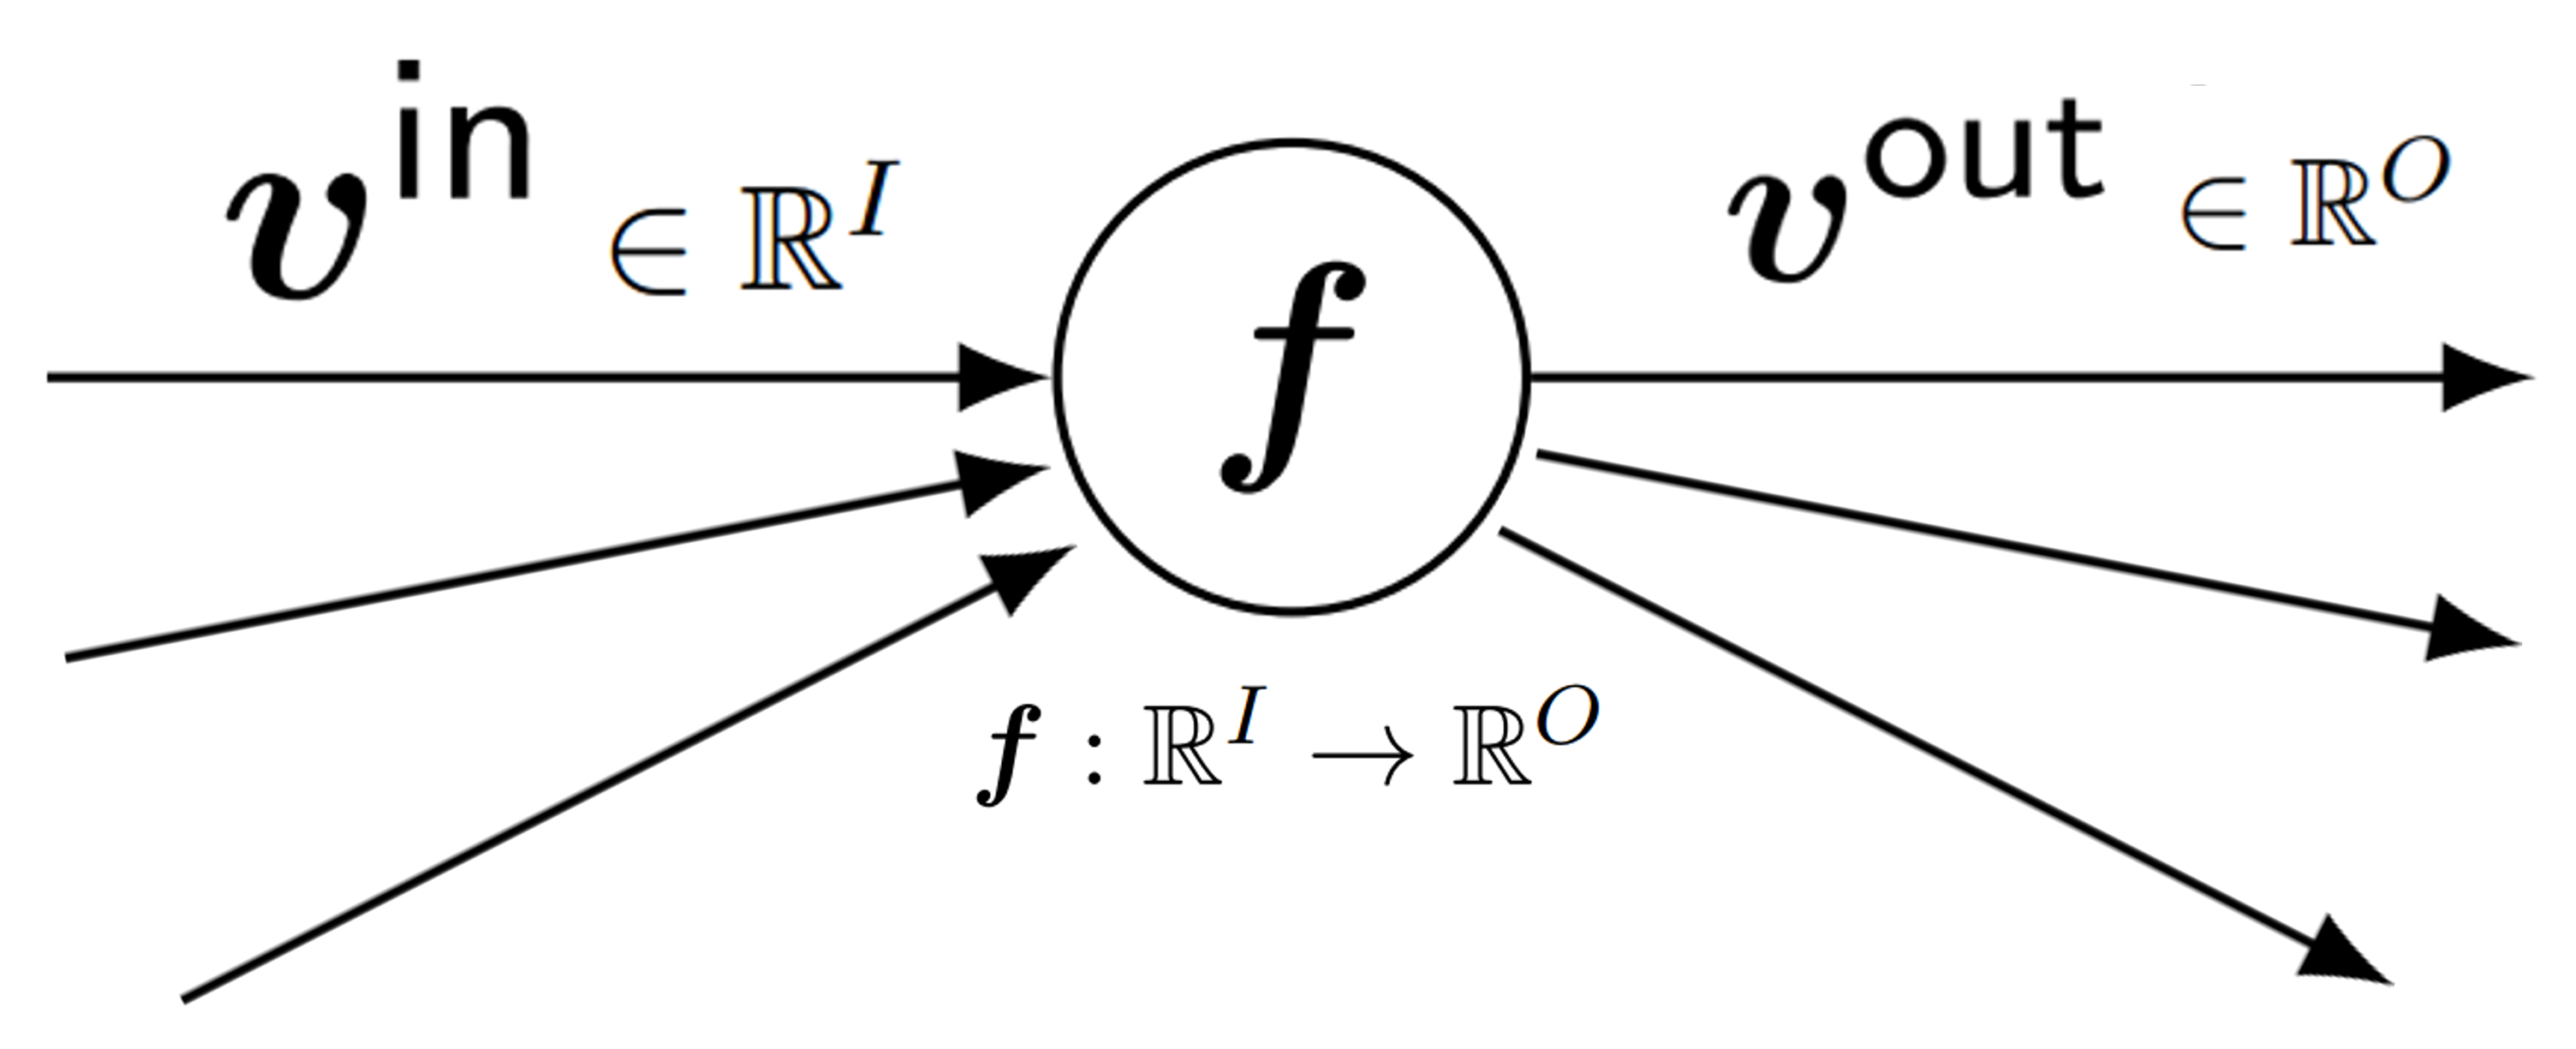 𝒗^in ∈ ℝ^I
𝒗^out ∈ ℝ^O
𝒇
𝒇 : ℝ^I → ℝ^O